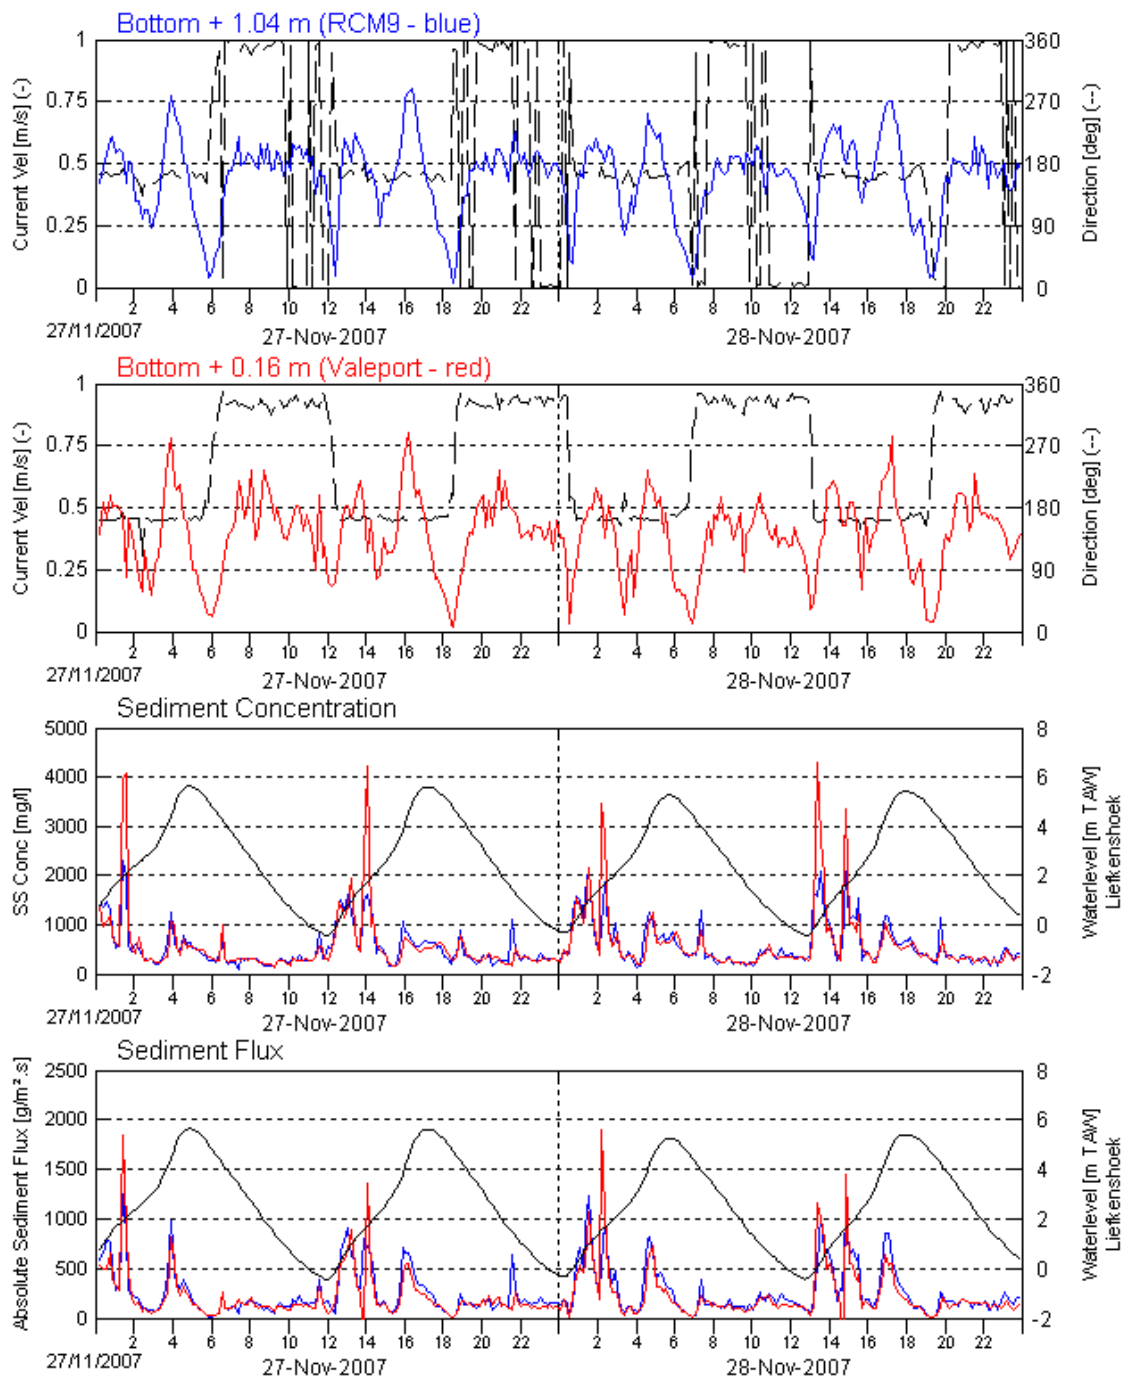 Bottom + 1.04 m (RCM9 - blue)
Current Vel [m/s] (-)
1
0.75
0.5
0.25
0
360
270
180
90
0
Direction [deg] (--)
2 4 6 8 10 12 14 16 18 20 22 2 4 6 8 10 12 14 16 18 20 22
27/11/2007 27-Nov-2007 28-Nov-2007
Bottom + 0.16 m (Valeport - red)
Current Vel [m/s] (-)
1
0.75
0.5
0.25
0
360
270
180
90
0
Direction [deg] (--)
2 4 6 8 10 12 14 16 18 20 22 2 4 6 8 10 12 14 16 18 20 22
27/11/2007 27-Nov-2007 28-Nov-2007
Sediment Concentration
SS Conc [mg/l]
5000
4000
3000
2000
1000
0
8
6
4
2
0
-2
Waterlevel [m TAW]
Liefkenshoek
2 4 6 8 10 12 14 16 18 20 22 2 4 6 8 10 12 14 16 18 20 22
27/11/2007 27-Nov-2007 28-Nov-2007
Sediment Flux
Absolute Sediment Flux [g/m².s]
2500
2000
1500
1000
500
0
8
6
4
2
0
-2
Waterlevel [m TAW]
Liefkenshoek
2 4 6 8 10 12 14 16 18 20 22 2 4 6 8 10 12 14 16 18 20 22
27/11/2007 27-Nov-2007 28-Nov-2007